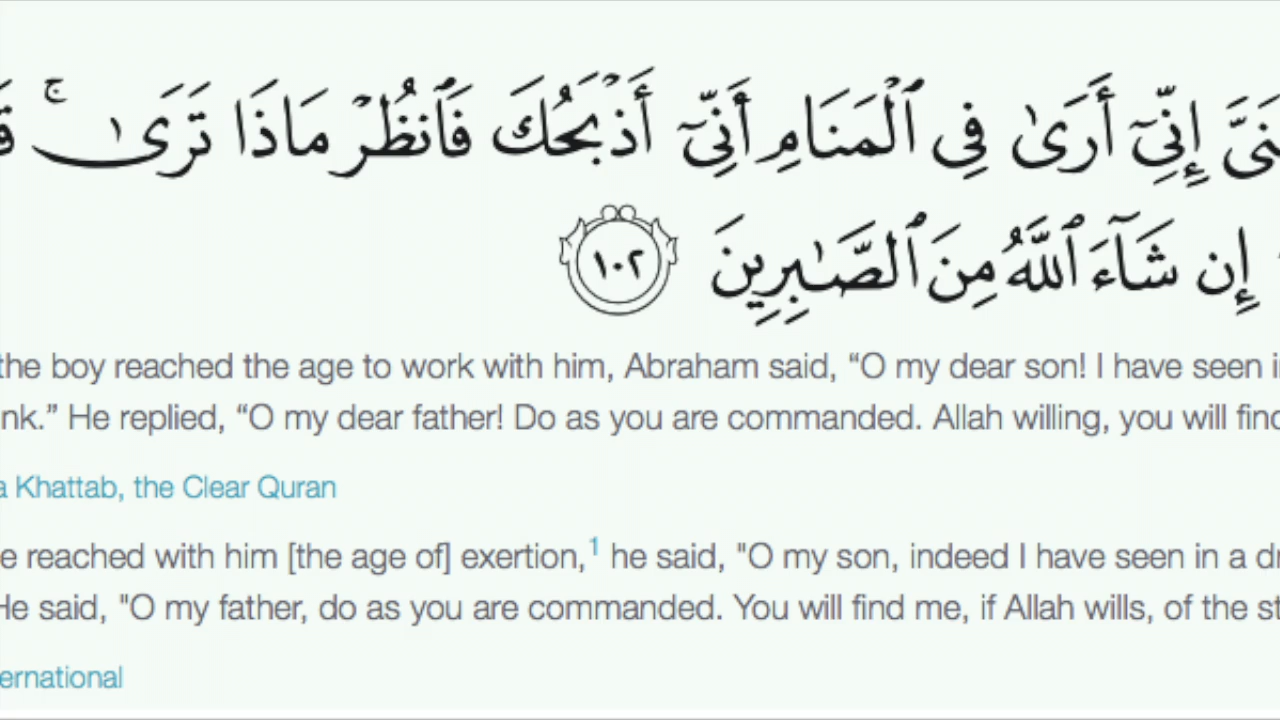 إِنِّىٓ أَرَىٰ فِى ٱلْمَنَامِ أَنِّىٓ أَذْبَحُكَ فَٱنظُرْ مَاذَا تَرَىٰ ۚ
إِن شَآءَ ٱللَّهُ مِنَ ٱلصَّـٰبِرِينَ ١٠٢
the boy reached the age to work with him, Abraham said, “O my dear son! I have seen
nk.” He replied, “O my dear father! Do as you are commanded. Allah willing, you will find
a Khattab, the Clear Quran
e reached with him [the age of] exertion,1 he said, "O my son, indeed I have seen in a
He said, "O my father, do as you are commanded. You will find me, if Allah wills, of the st
ernational